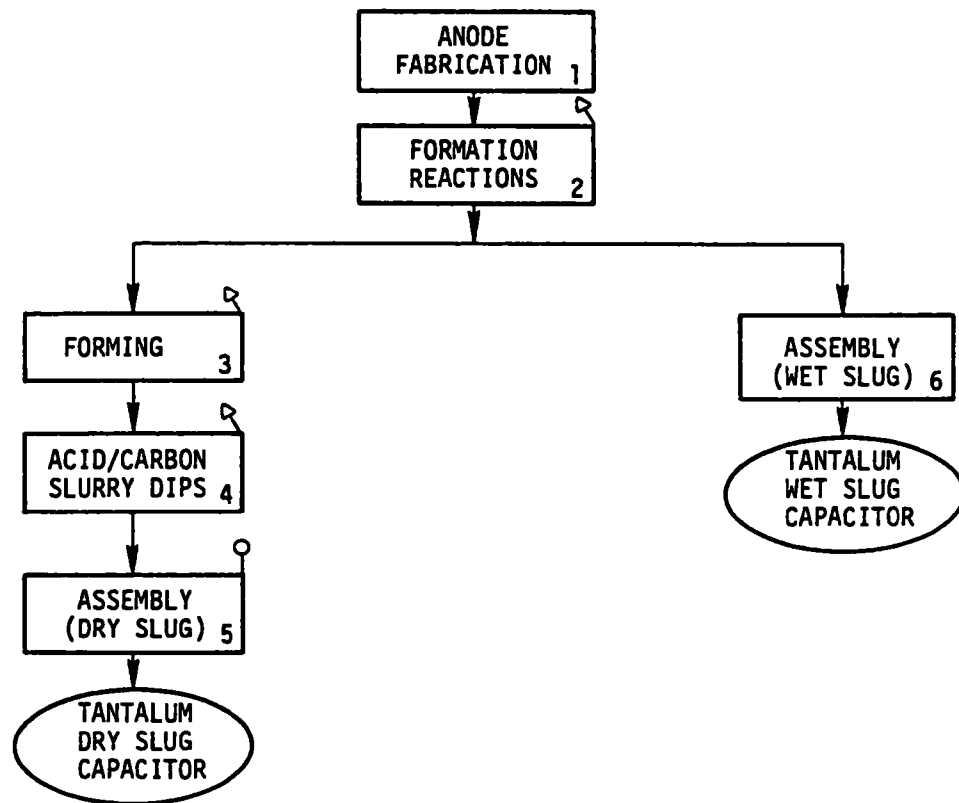 ANODE
FABRICATION 1
FORMATION
REACTIONS 2
FORMING 3
ACID/CARBON
SLURRY DIPS 4
ASSEMBLY
(DRY SLUG) 5
TANTALUM
DRY SLUG
CAPACITOR
ASSEMBLY
(WET SLUG) 6
TANTALUM
WET SLUG
CAPACITOR